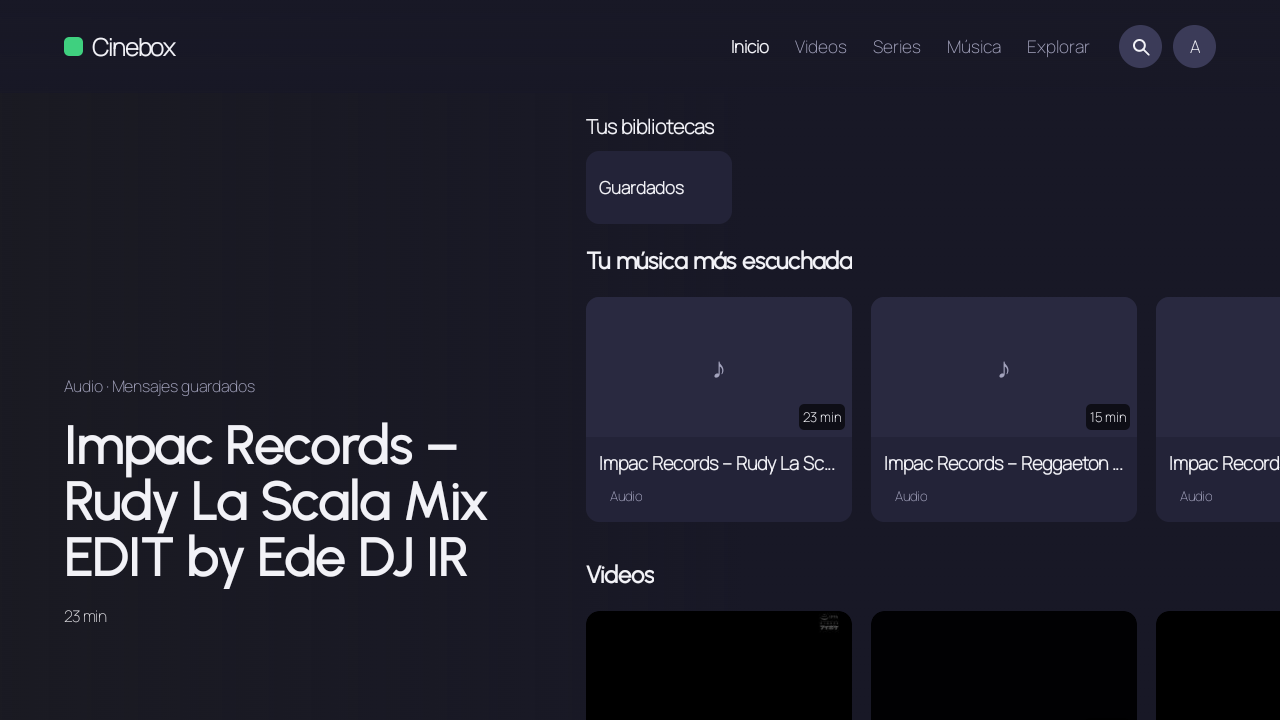 Cinebox
Inicio
Videos
Series
Música
Explorar
A
Audio · Mensajes guardados
Impac Records –
Rudy La Scala Mix
EDIT by Ede DJ IR
23 min
Tus bibliotecas
Guardados
Tu música más escuchada
23 min
Impac Records – Rudy La Sc...
Audio
15 min
Impac Records – Reggaeton ...
Audio
Impac Record
Audio
Videos